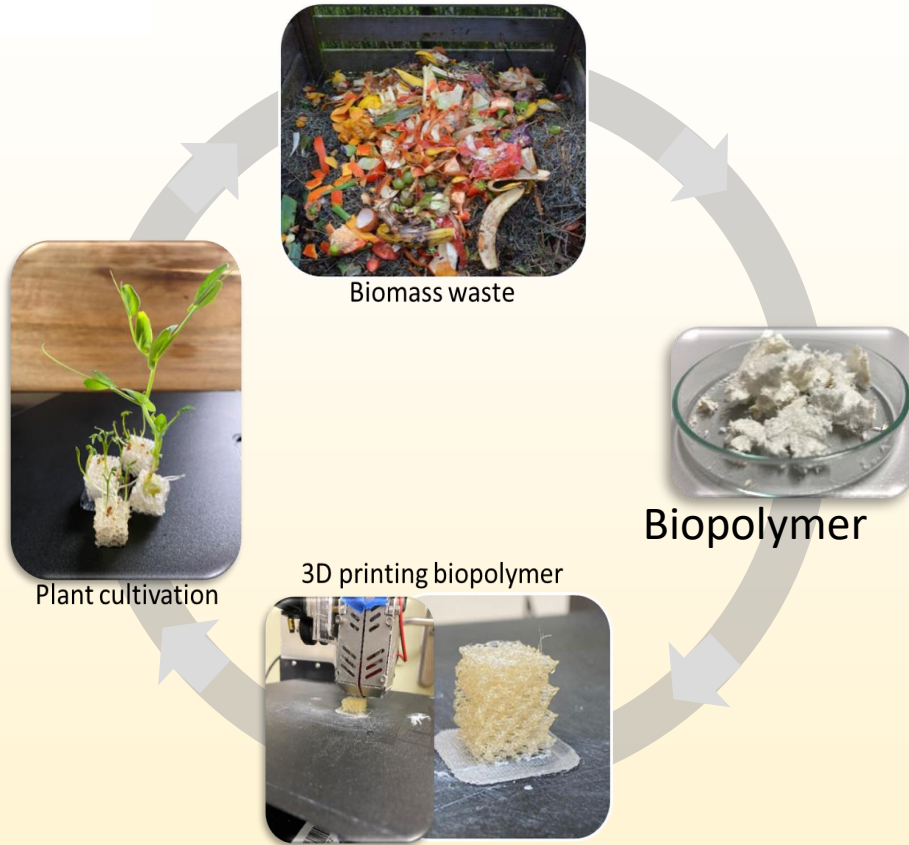 Biomass waste
Biopolymer
3D printing biopolymer
Plant cultivation